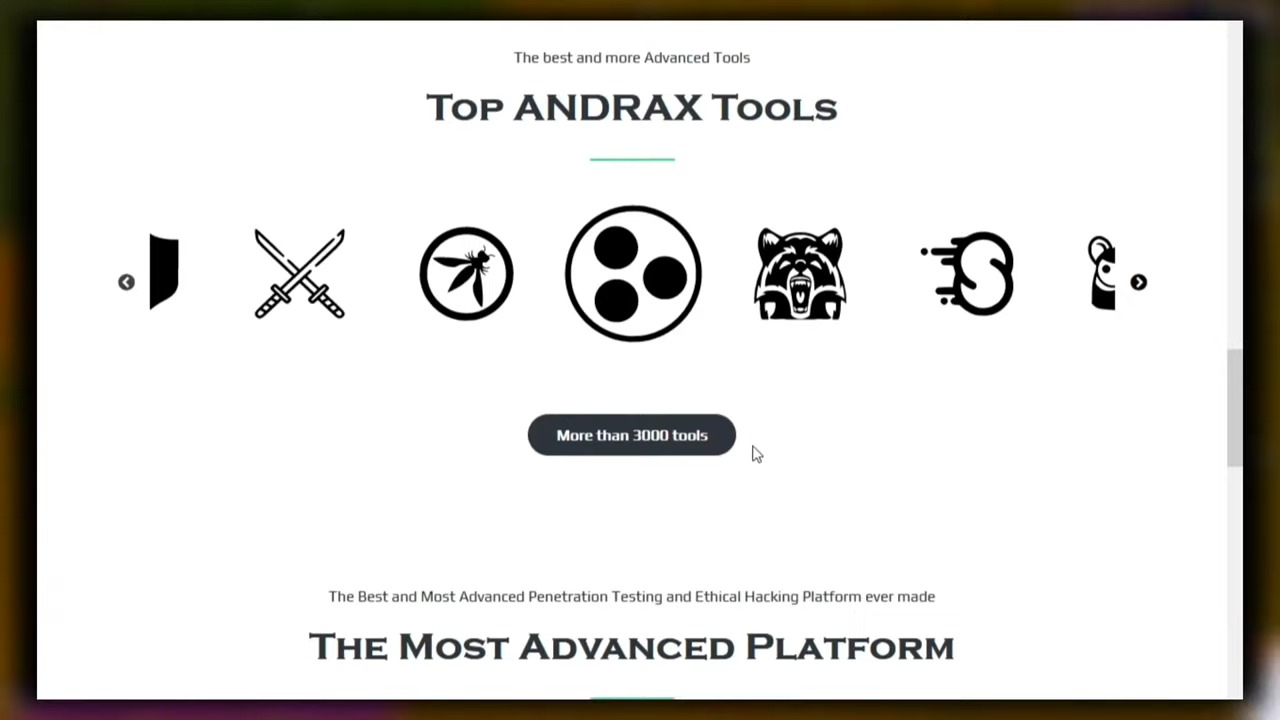 The best and more Advanced Tools
Top ANDRAX Tools
More than 3000 tools
The Best and Most Advanced Penetration Testing and Ethical Hacking Platform ever made
The Most Advanced Platform